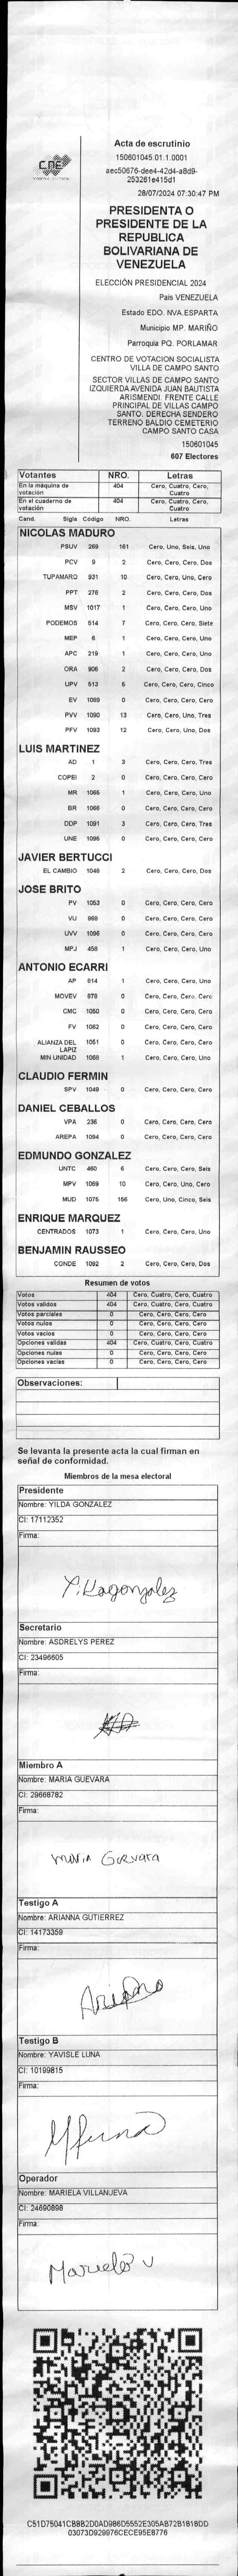 CNE
Acta de escrutinio
150601045.01.1.0001
aec50676-dee4-42d4-a8d9-
253261e415d1
28/07/2024 07:30:47 PM
PRESIDENTA O
PRESIDENTE DE LA
REPUBLICA
BOLIVARIANA DE
VENEZUELA
ELECCIÓN PRESIDENCIAL 2024
Pais VENEZUELA
Estado EDO. NVA.ESPARTA
Municipio MP. MARIÑO
Parroquia PQ. PORLAMAR
CENTRO DE VOTACION SOCIALISTA
VILLA DE CAMPO SANTO
SECTOR VILLAS DE CAMPO SANTO
IZQUIERDA AVENIDA JUAN BAUTISTA
ARISMENDI. FRENTE CALLE
PRINCIPAL DE VILLAS CAMPO
SANTO. DERECHA SENDERO
TERRENO BALDIO CEMETERIO
CAMPO SANTO CASA
150601045
607 Electores
Votantes NRO. Letras
En la máquina de votación 404 Cero, Cuatro, Cero, Cuatro
En el cuaderno de votación 404 Cero, Cuatro, Cero, Cuatro
Cand. Sigla Código NRO. Letras
NICOLAS MADURO
PSUV 269 161 Cero, Uno, Seis, Uno
PCV 9 2 Cero, Cero, Cero, Dos
TUPAMARO 931 10 Cero, Cero, Uno, Cero
PPT 276 2 Cero, Cero, Cero, Dos
MSV 1017 1 Cero, Cero, Cero, Uno
PODEMOS 514 7 Cero, Cero, Cero, Siete
MEP 6 1 Cero, Cero, Cero, Uno
APC 219 1 Cero, Cero, Cero, Uno
ORA 906 2 Cero, Cero, Cero, Dos
UPV 513 5 Cero, Cero, Cero, Cinco
EV 1089 0 Cero, Cero, Cero, Cero
PVV 1090 13 Cero, Cero, Uno, Tres
PFV 1093 12 Cero, Cero, Uno, Dos
LUIS MARTINEZ
AD 1 3 Cero, Cero, Cero, Tres
COPEI 2 0 Cero, Cero, Cero, Cero
MR 1065 1 Cero, Cero, Cero, Uno
BR 1066 0 Cero, Cero, Cero, Cero
DDP 1091 3 Cero, Cero, Cero, Tres
UNE 1095 0 Cero, Cero, Cero, Cero
JAVIER BERTUCCI
EL CAMBIO 1048 2 Cero, Cero, Cero, Dos
JOSE BRITO
PV 1053 0 Cero, Cero, Cero, Cero
VU 968 0 Cero, Cero, Cero, Cero
UVV 1096 0 Cero, Cero, Cero, Cero
MPJ 458 1 Cero, Cero, Cero, Uno
ANTONIO ECARRI
AP 814 1 Cero, Cero, Cero, Uno
MOVEV 878 0 Cero, Cero, Cero, Cero
CMC 1050 0 Cero, Cero, Cero, Cero
FV 1062 0 Cero, Cero, Cero, Cero
ALIANZA DEL LAPIZ 1051 0 Cero, Cero, Cero, Cero
MIN UNIDAD 1068 1 Cero, Cero, Cero, Uno
CLAUDIO FERMIN
SPV 1049 0 Cero, Cero, Cero, Cero
DANIEL CEBALLOS
VPA 236 0 Cero, Cero, Cero, Cero
AREPA 1094 0 Cero, Cero, Cero, Cero
EDMUNDO GONZALEZ
UNTC 460 6 Cero, Cero, Cero, Seis
MPV 1069 10 Cero, Cero, Uno, Cero
MUD 1075 156 Cero, Uno, Cinco, Seis
ENRIQUE MARQUEZ
CENTRADOS 1073 1 Cero, Cero, Cero, Uno
BENJAMIN RAUSSEO
CONDE 1092 2 Cero, Cero, Cero, Dos
Resumen de votos
Votos 404 Cero, Cuatro, Cero, Cuatro
Votos validos 404 Cero, Cuatro, Cero, Cuatro
Votos parciales 0 Cero, Cero, Cero, Cero
Votos nulos 0 Cero, Cero, Cero, Cero
Votos vacios 0 Cero, Cero, Cero, Cero
Opciones validas 404 Cero, Cuatro, Cero, Cuatro
Opciones nulas 0 Cero, Cero, Cero, Cero
Opciones vacias 0 Cero, Cero, Cero, Cero
Observaciones:
Se levanta la presente acta la cual firman en
señal de conformidad.
Miembros de la mesa electoral
Presidente
Nombre: YILDA GONZALEZ
CI: 17112352
Firma:
Secretario
Nombre: ASDRELYS PEREZ
CI: 23496605
Firma:
Miembro A
Nombre: MARIA GUEVARA
CI: 29668782
Firma:
Maria Guevara
Testigo A
Nombre: ARIANNA GUTIERREZ
CI: 14173359
Firma:
Testigo B
Nombre: YAVISLE LUNA
CI: 10199815
Firma:
Operador
Nombre: MARIELA VILLANUEVA
CI: 24690898
Firma:
Mariela V
C51D75041CB8B2D0AD986D5552E305AB72B1818DD
03073D929976CECE95E8776